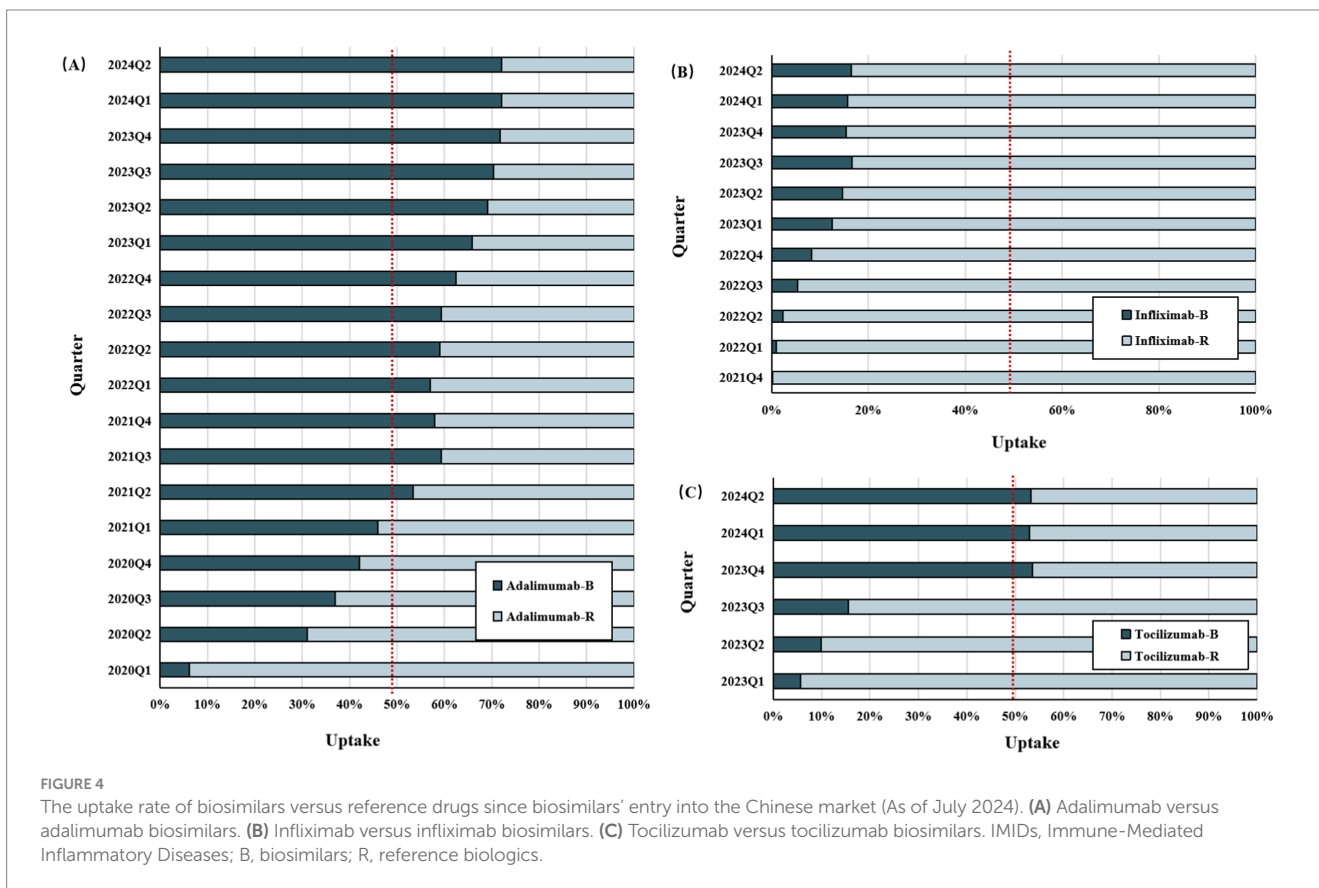 (A)
2024Q2
2024Q1
2023Q4
2023Q3
2023Q2
2023Q1
2022Q4
2022Q3
2022Q2
2022Q1
2021Q4
2021Q3
2021Q2
2021Q1
2020Q4
2020Q3
2020Q2
2020Q1
Quarter
Adalimumab-B
Adalimumab-R
0% 10% 20% 30% 40% 50% 60% 70% 80% 90% 100%
Uptake
(B)
2024Q2
2024Q1
2023Q4
2023Q3
2023Q2
2023Q1
2022Q4
2022Q3
2022Q2
2022Q1
2021Q4
Quarter
Infliximab-B
Infliximab-R
0% 20% 40% 60% 80% 100%
Uptake
(C)
2024Q2
2024Q1
2023Q4
2023Q3
2023Q2
2023Q1
Quarter
Tocilizumab-B
Tocilizumab-R
0% 10% 20% 30% 40% 50% 60% 70% 80% 90% 100%
Uptake
FIGURE 4
The uptake rate of biosimilars versus reference drugs since biosimilars' entry into the Chinese market (As of July 2024). (A) Adalimumab versus
adalimumab biosimilars. (B) Infliximab versus infliximab biosimilars. (C) Tocilizumab versus tocilizumab biosimilars. IMIDs, Immune-Mediated
Inflammatory Diseases; B, biosimilars; R, reference biologics.